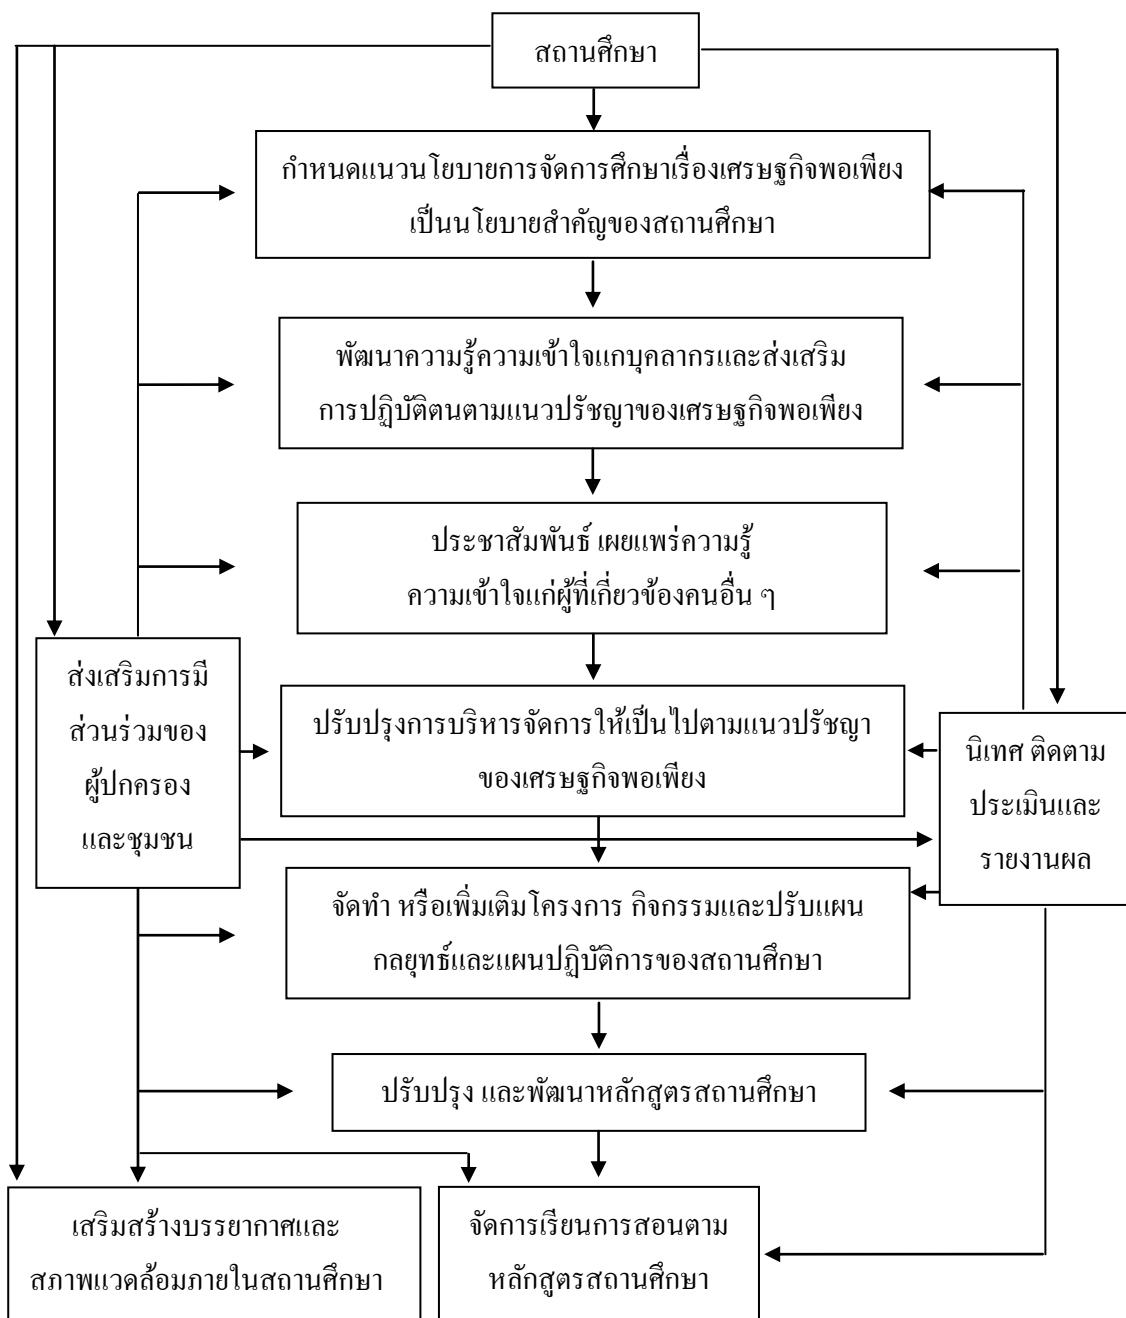 สถานศึกษา
กำหนดแนวนโยบายการจัดการศึกษาเรื่องเศรษฐกิจพอเพียง
เป็นนโยบายสำคัญของสถานศึกษา
พัฒนาความรู้ความเข้าใจแกบุคลากรและส่งเสริม
การปฏิบัติตนตามแนวปรัชญาของเศรษฐกิจพอเพียง
ประชาสัมพันธ์ เผยแพร่ความรู้
ความเข้าใจแก่ผู้ที่เกี่ยวข้องคนอื่น ๆ
ส่งเสริมการมี
ส่วนร่วมของ
ผู้ปกครอง
และชุมชน
ปรับปรุงการบริหารจัดการให้เป็นไปตามแนวปรัชญา
ของเศรษฐกิจพอเพียง
นิเทศ ติดตาม
ประเมินและ
รายงานผล
จัดทำ หรือเพิ่มเติมโครงการ กิจกรรมและปรับแผน
กลยุทธ์และแผนปฏิบัติการของสถานศึกษา
ปรับปรุง และพัฒนาหลักสูตรสถานศึกษา
เสริมสร้างบรรยากาศและ
สภาพแวดล้อมภายในสถานศึกษา
จัดการเรียนการสอนตาม
หลักสูตรสถานศึกษา